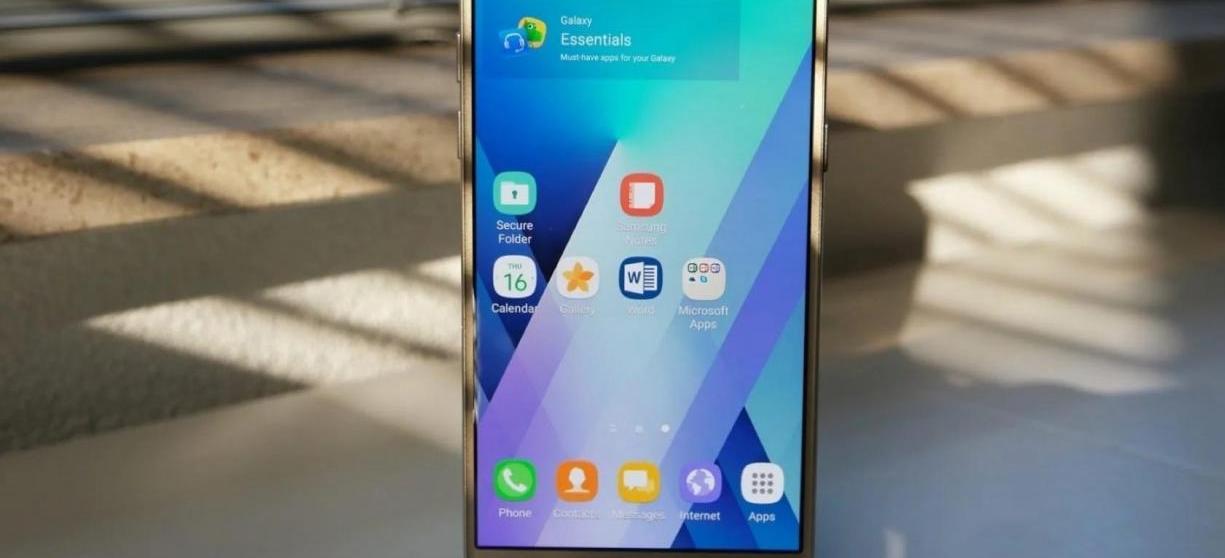 Galaxy
Essentials
Must-have apps for your Galaxy
Secure
Folder
Samsung
Notes
THU
16
Calendar
Gallery
W
Word
Microsoft
Apps
Phone
Contacts
Messages
Internet
Apps